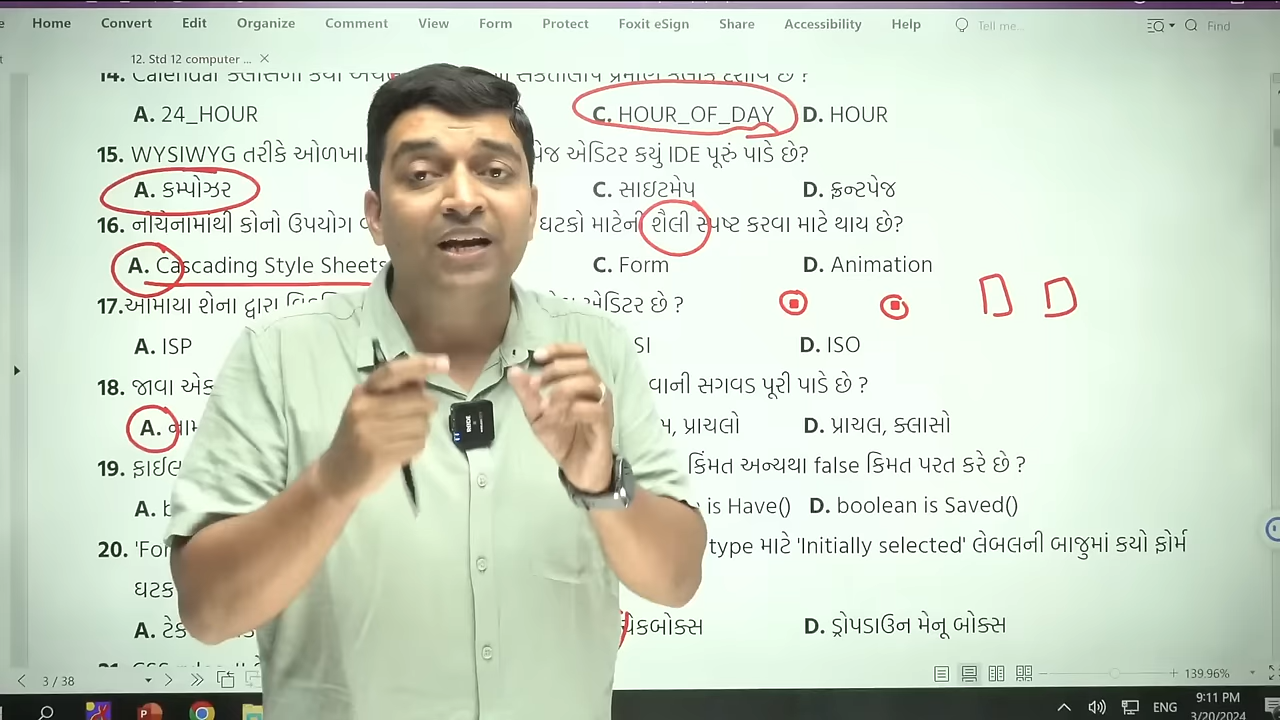 Home Convert Edit Organize Comment View Form Protect Foxit eSign Share Accessibility Help Tell me... Find
12. Std 12 computer ...
14. Calendar
A. 24_HOUR C. HOUR_OF_DAY D. HOUR
15. WYSIWYG તરીકે એડિટર કયું IDE પૂરું પાડે છે?
A. કમ્પોઝર C. સાઇટમેપ D. ફ્રન્ટપેજ
16. નીચેનામાંથી કોનો ઉપયોગ ઘટકો માટેની શૈલી સ્પષ્ટ કરવા માટે થાય છે?
A. Cascading Style Sheets C. Form D. Animation
17. આમાયા શેના દ્વારા એડિટર છે ?
A. ISP SI D. ISO
18. જાવા વાની સગવડ પૂરી પાડે છે ?
A. પ્રાચલો D. પ્રાચલ, ક્લાસો
19. કિંમત અન્યથા false કિમત પરત કરે છે ?
A. is Have() D. boolean is Saved()
20. type માટે 'Initially selected' લેબલની બાજુમાં કયો ફોર્મ
ઘટક
A. ચેકબોક્સ D. ડ્રોપડાઉન મેનૂ બોક્સ
3 / 38 139.96%
ENG 9:11 PM
3/20/2024